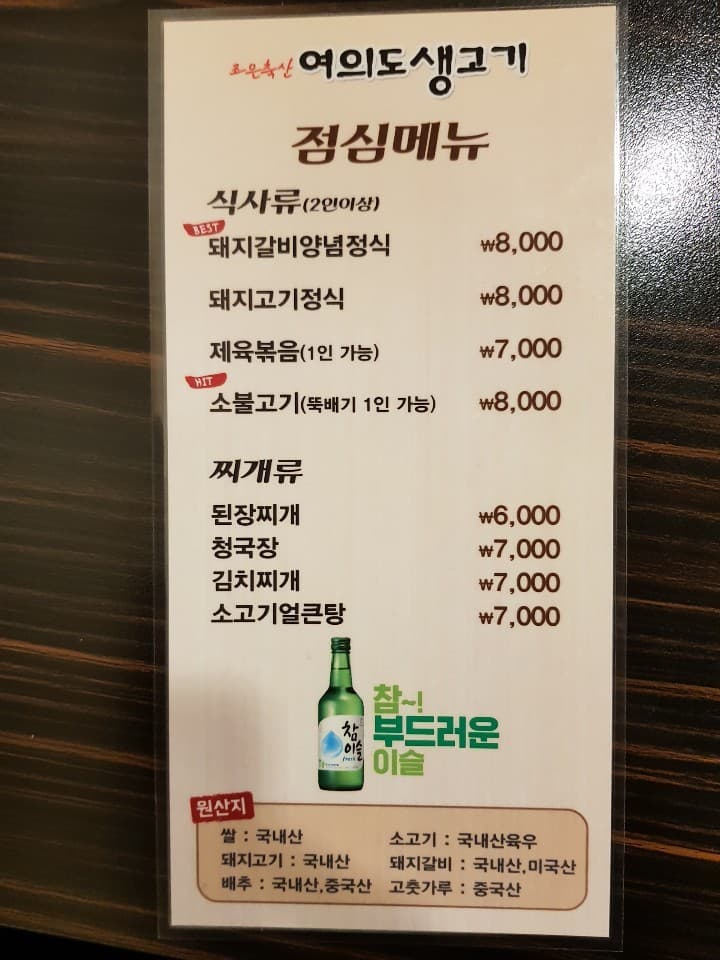 조은축산 여의도생고기
점심메뉴
식사류(2인이상)
BEST
돼지갈비양념정식 ₩8,000
돼지고기정식 ₩8,000
제육볶음(1인 가능) ₩7,000
HIT
소불고기(뚝배기 1인 가능) ₩8,000
찌개류
된장찌개 ₩6,000
청국장 ₩7,000
김치찌개 ₩7,000
소고기얼큰탕 ₩7,000
참~!
부드러운
이슬
참
이슬
fresh
원산지
쌀 : 국내산 소고기 : 국내산육우
돼지고기 : 국내산 돼지갈비 : 국내산,미국산
배추 : 국내산,중국산 고춧가루 : 중국산